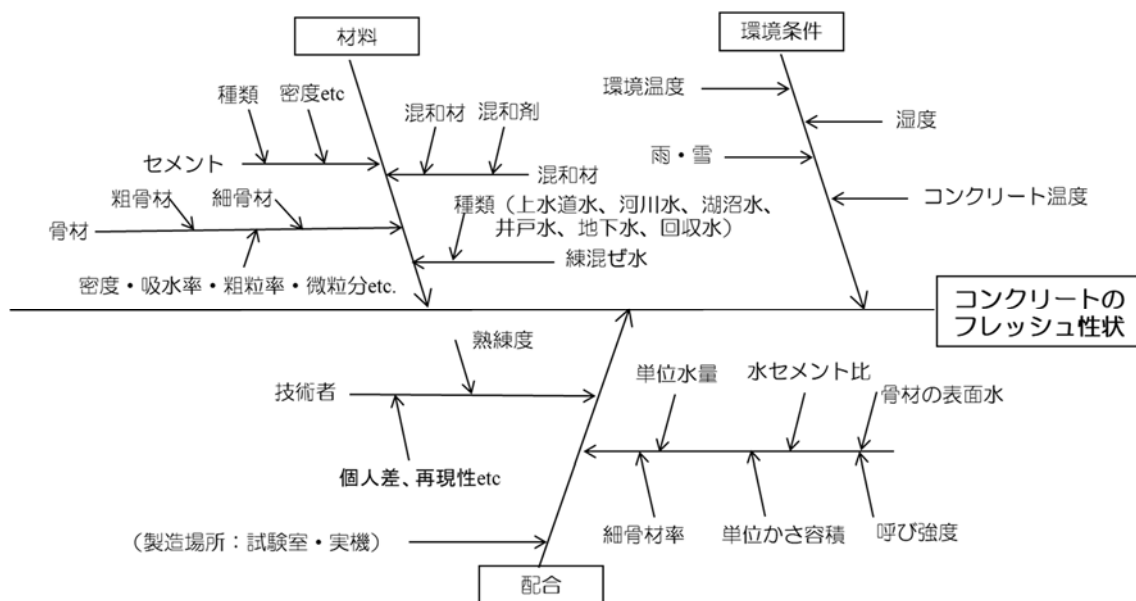 材料
環境条件
種類
密度etc
混和材
混和剤
セメント
混和材
粗骨材
細骨材
骨材
種類（上水道水、河川水、湖沼水、
井戸水、地下水、回収水）
練混ぜ水
密度・吸水率・粗粒率・微粒分etc.
環境温度
湿度
雨・雪
コンクリート温度
コンクリートの
フレッシュ性状
熟練度
技術者
個人差、再現性etc
単位水量
水セメント比
骨材の表面水
細骨材率
単位かさ容積
呼び強度
（製造場所：試験室・実機）
配合